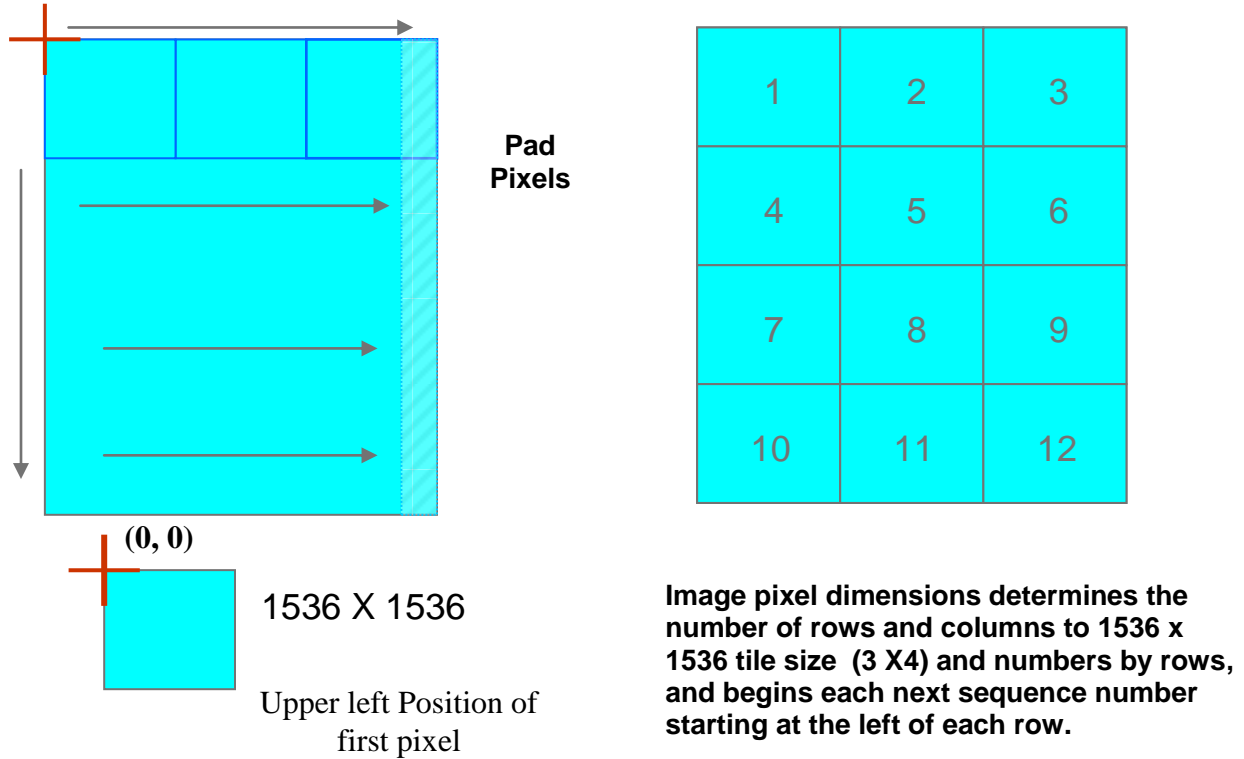 Pad
Pixels
1 2 3
4 5 6
7 8 9
10 11 12
(0, 0)
1536 X 1536
Upper left Position of
first pixel
Image pixel dimensions determines the
number of rows and columns to 1536 x
1536 tile size  (3 X4) and numbers by rows,
and begins each next sequence number
starting at the left of each row.